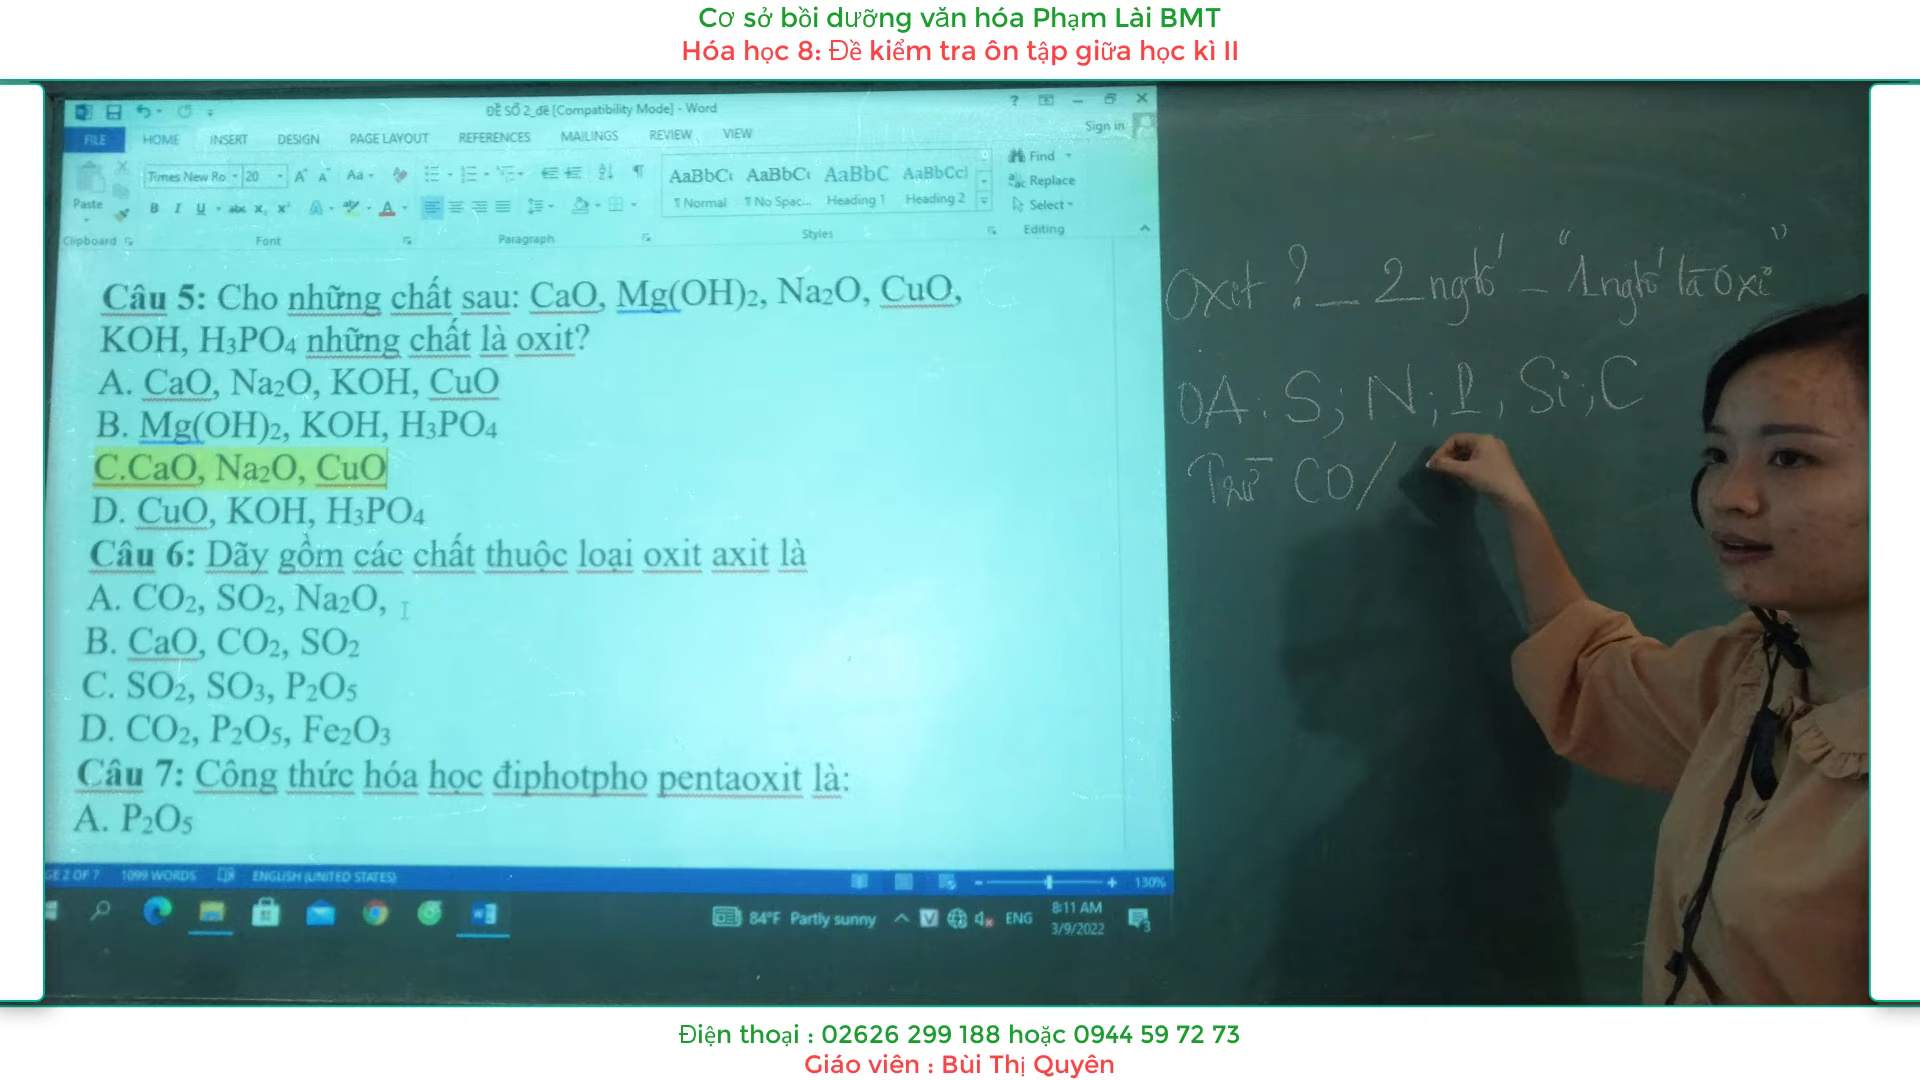 Cơ sở bồi dưỡng văn hóa Phạm Lài BMT
Hóa học 8: Đề kiểm tra ôn tập giữa học kì II
ĐỀ SỐ 2_đề [Compatibility Mode] - Word
Sign in
FILE HOME INSERT DESIGN PAGE LAYOUT REFERENCES MAILINGS REVIEW VIEW
Paste
Times New Ro 20 Aa
B I U abc X₂ X² A A
AaBbCc AaBbCc AaBbC AaBbCcI
¶ Normal ¶ No Spac... Heading 1 Heading 2
Find
Replace
Select
Clipboard Font Paragraph Styles Editing
Câu 5: Cho những chất sau: CaO, Mg(OH)2, Na2O, CuO,
KOH, H3PO4 những chất là oxit?
A. CaO, Na2O, KOH, CuO
B. Mg(OH)2, KOH, H3PO4
C.CaO, Na2O, CuO
D. CuO, KOH, H3PO4
Câu 6: Dãy gồm các chất thuộc loại oxit axit là
A. CO2, SO2, Na2O,
B. CaO, CO2, SO2
C. SO2, SO3, P2O5
D. CO2, P2O5, Fe2O3
Câu 7: Công thức hóa học điphotpho pentaoxit là:
A. P2O5
GE 2 OF 7 1099 WORDS ENGLISH (UNITED STATES) 130%
84°F Partly sunny ENG
8:11 AM
3/9/2022
3
Oxit ? _ 2 ngtố - "1 ngtố là oxi"
OA : S; N; P; Si; C
Trừ CO/
Điện thoại : 02626 299 188 hoặc 0944 59 72 73
Giáo viên : Bùi Thị Quyên